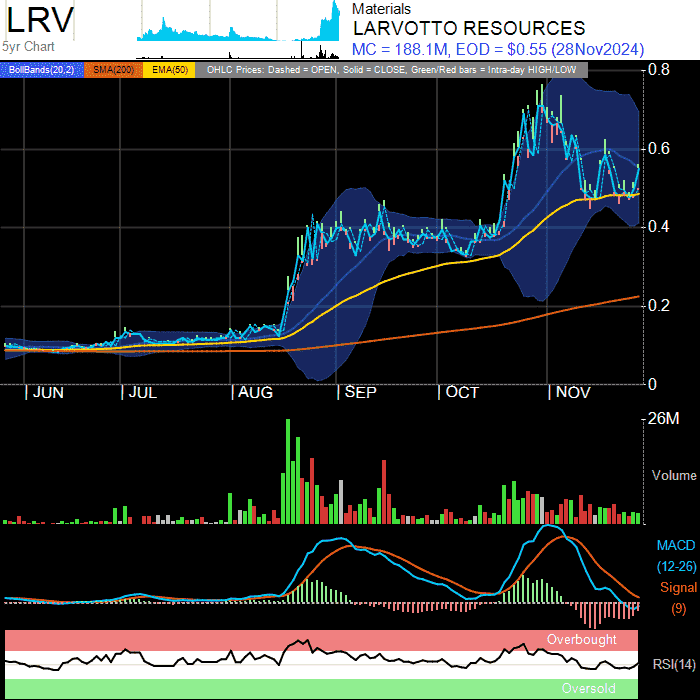 LRV
5yr Chart
Materials
LARVOTTO RESOURCES
MC = 188.1M, EOD = $0.55 (28Nov2024)
BollBands(20,2) SMA(200) EMA(50) OHLC Prices: Dashed = OPEN, Solid = CLOSE, Green/Red bars = Intra-day HIGH/LOW
0.8
0.6
0.4
0.2
0
JUN JUL AUG SEP OCT NOV
26M
Volume
MACD
(12-26)
Signal
(9)
Overbought
RSI(14)
Oversold